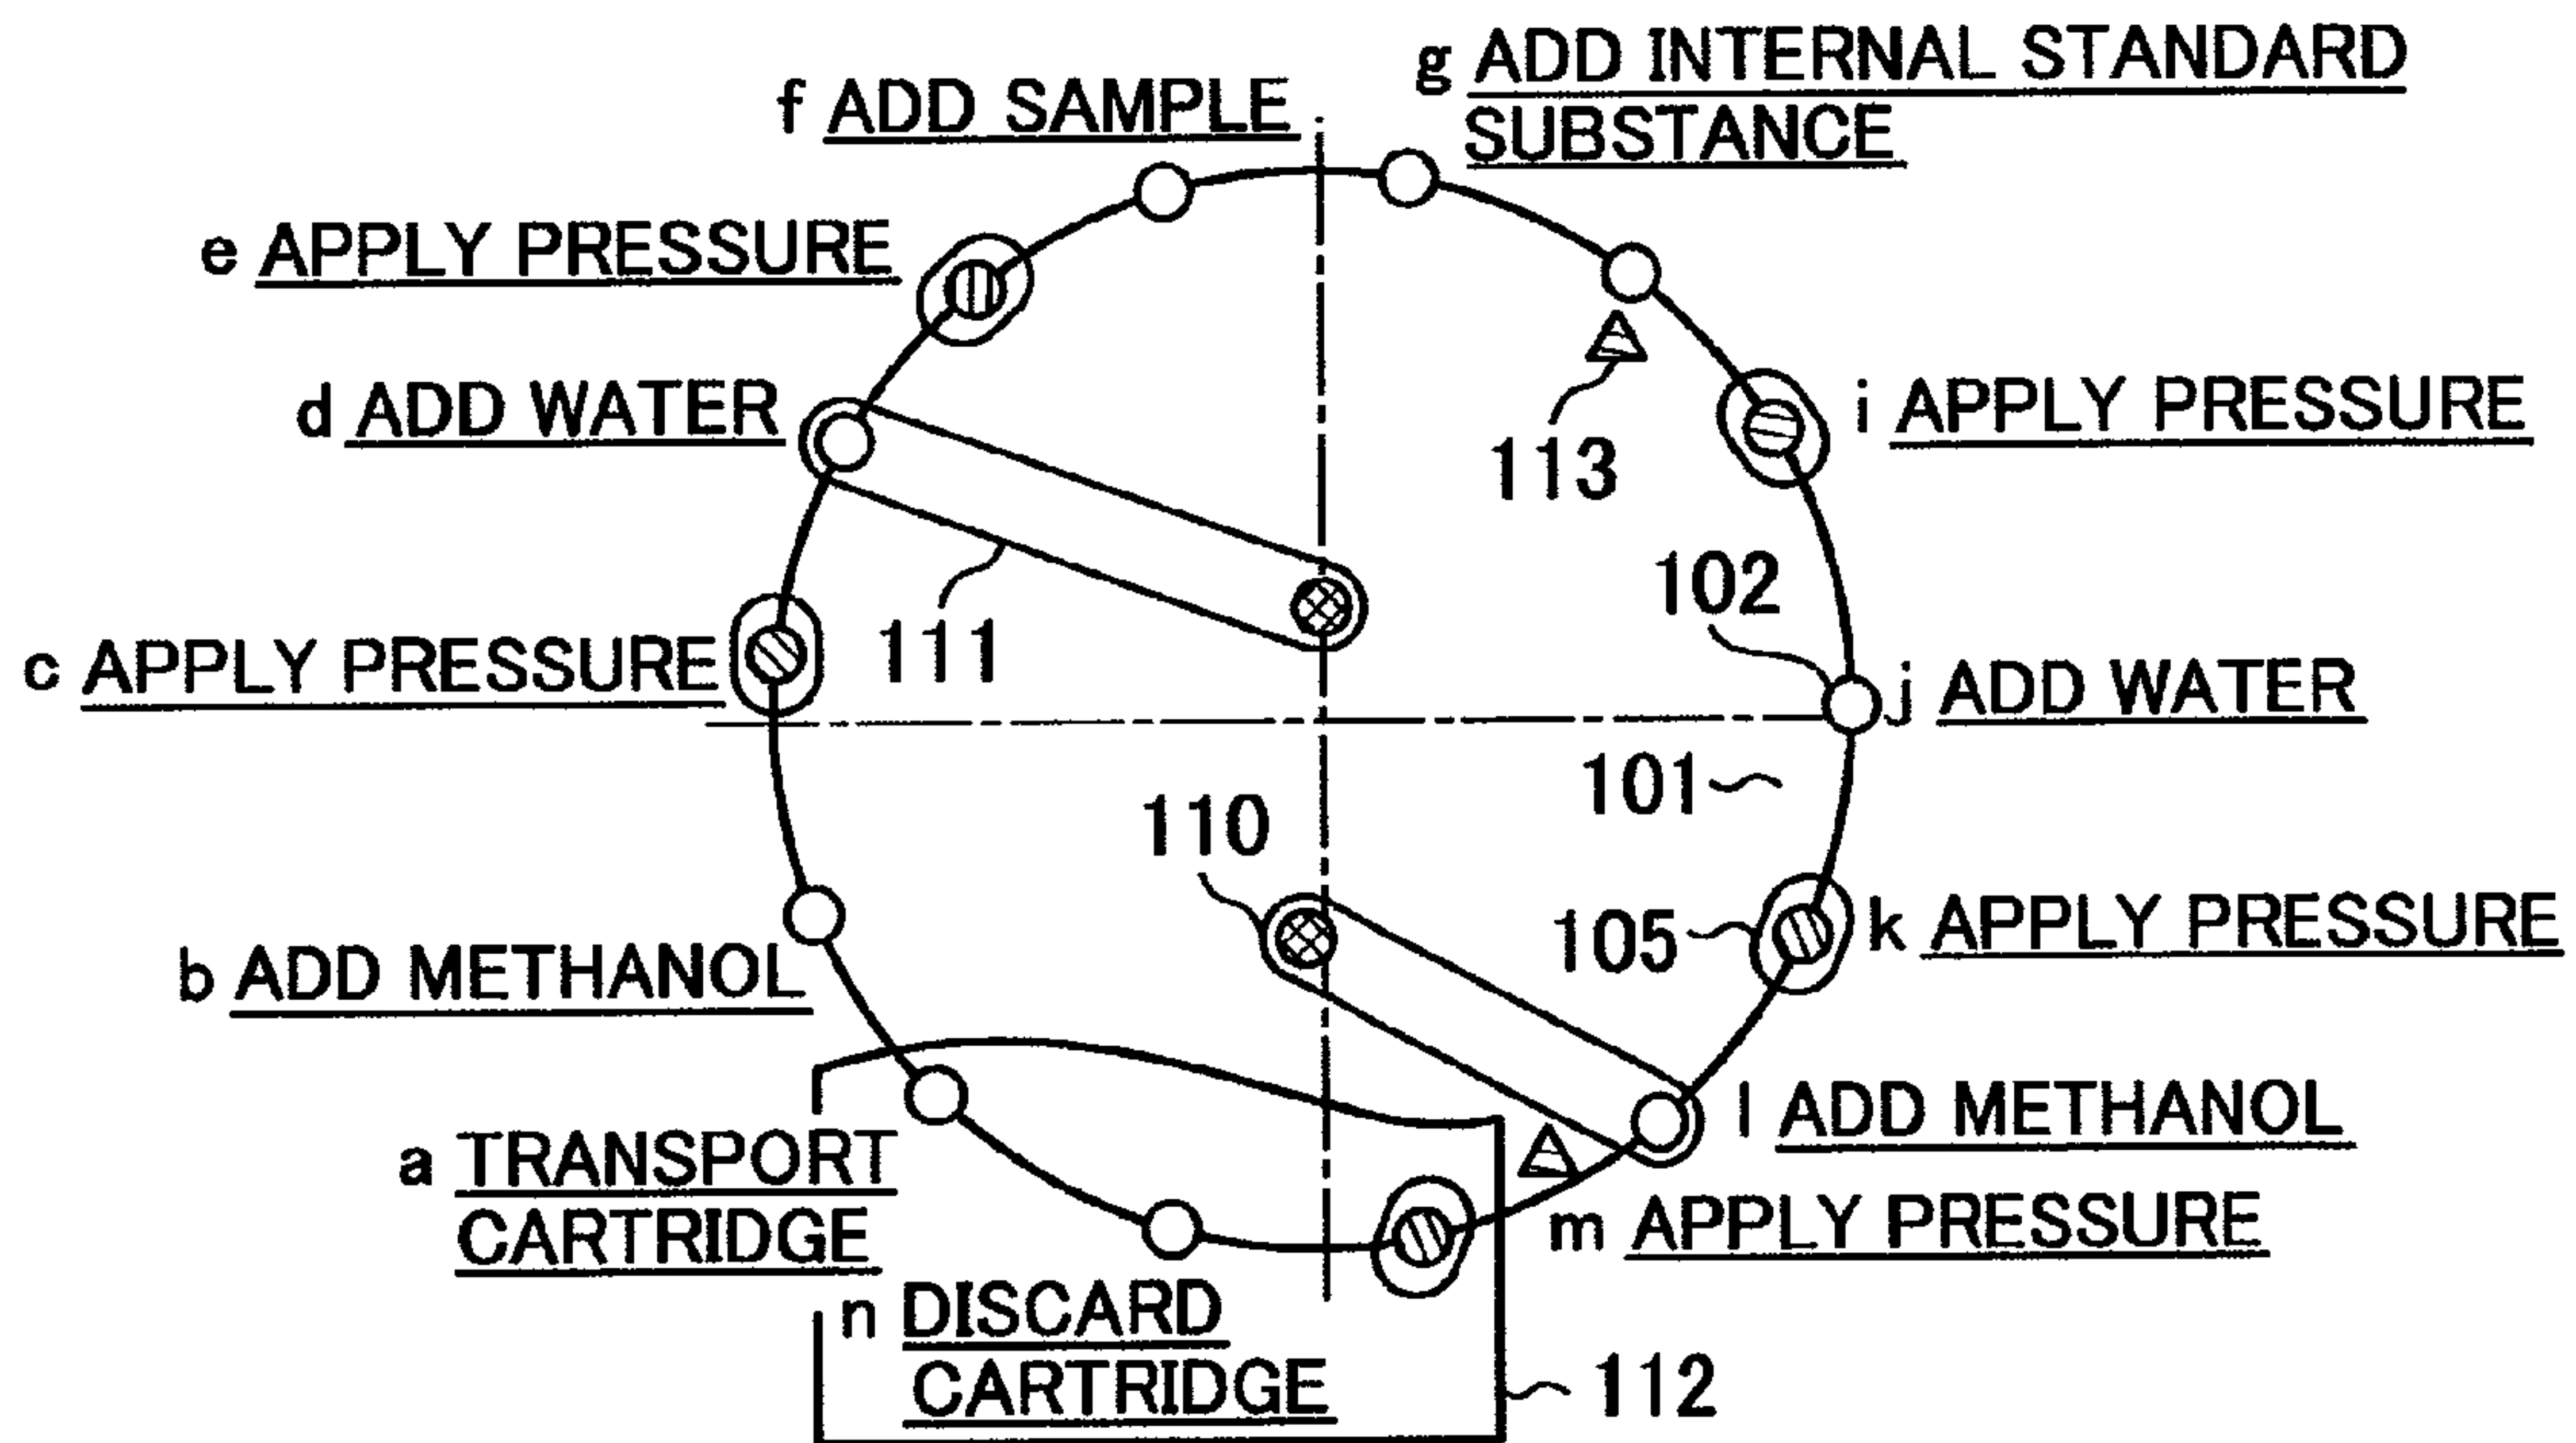 g ADD INTERNAL STANDARD
SUBSTANCE
f ADD SAMPLE
e APPLY PRESSURE
i APPLY PRESSURE
d ADD WATER
113
102
111
c APPLY PRESSURE
j ADD WATER
101
110
105
k APPLY PRESSURE
b ADD METHANOL
l ADD METHANOL
a TRANSPORT
CARTRIDGE
m APPLY PRESSURE
n DISCARD
CARTRIDGE
112